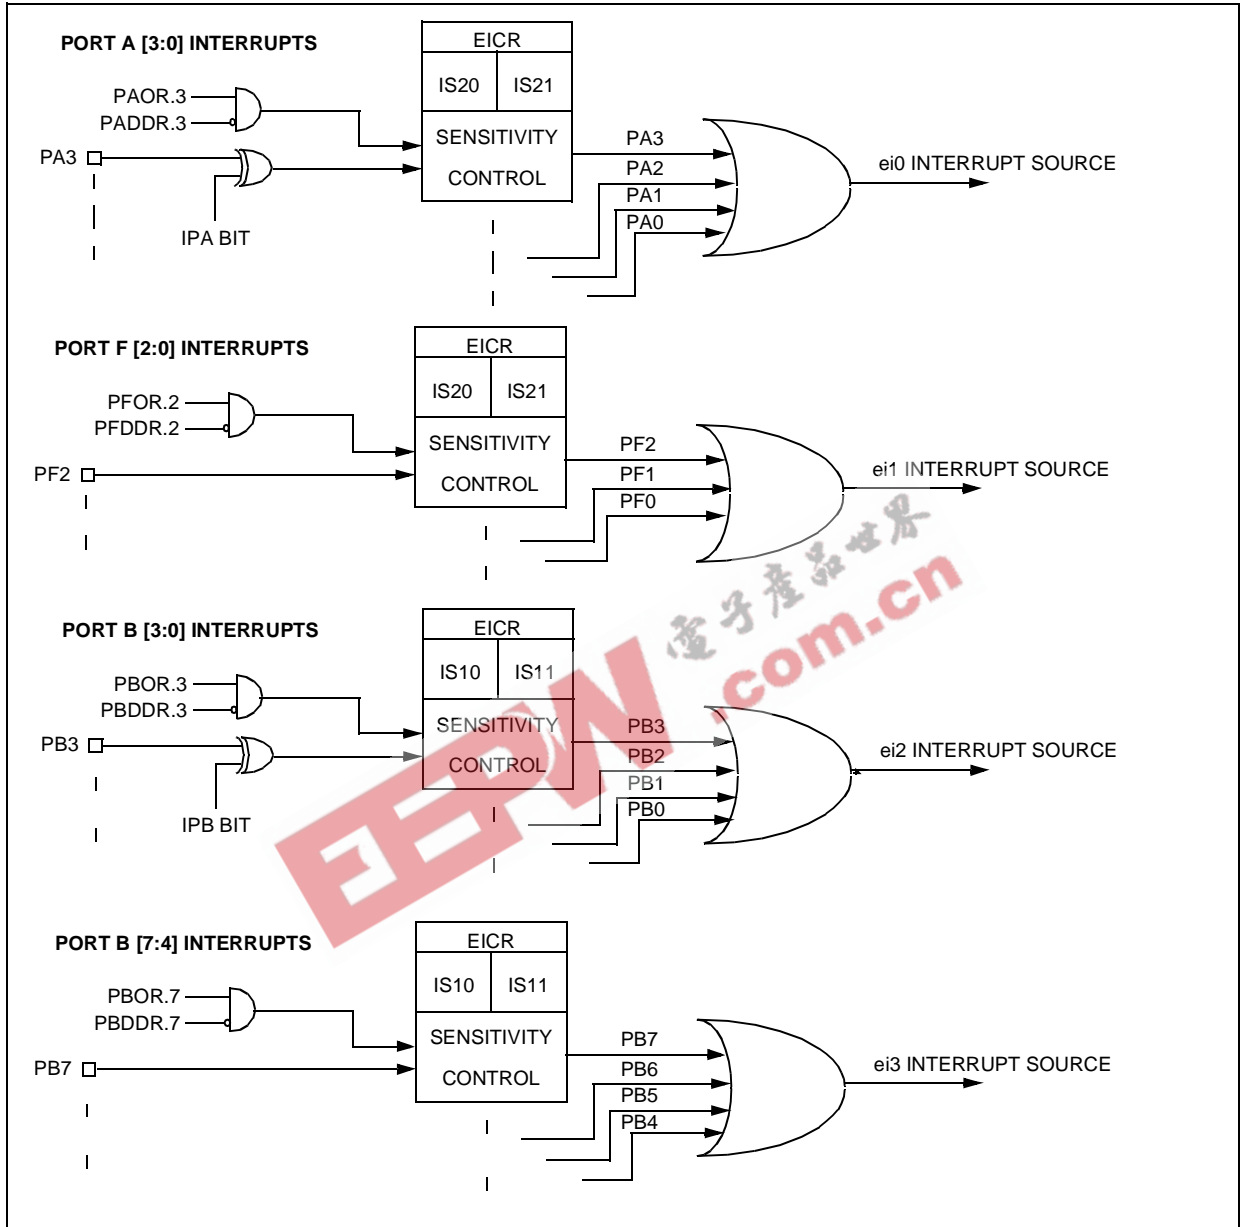 PORT A [3:0] INTERRUPTS
EICR
IS20 IS21
SENSITIVITY
CONTROL
PAOR.3
PADDR.3
PA3
IPA BIT
PA3
PA2
PA1
PA0
ei0 INTERRUPT SOURCE
PORT F [2:0] INTERRUPTS
EICR
IS20 IS21
SENSITIVITY
CONTROL
PFOR.2
PFDDR.2
PF2
PF2
PF1
PF0
ei1 INTERRUPT SOURCE
PORT B [3:0] INTERRUPTS
EICR
IS10 IS11
SENSITIVITY
CONTROL
PBOR.3
PBDDR.3
PB3
IPB BIT
PB3
PB2
PB1
PB0
ei2 INTERRUPT SOURCE
PORT B [7:4] INTERRUPTS
EICR
IS10 IS11
SENSITIVITY
CONTROL
PBOR.7
PBDDR.7
PB7
PB7
PB6
PB5
PB4
ei3 INTERRUPT SOURCE
EEPW
電子產品世界
.com.cn